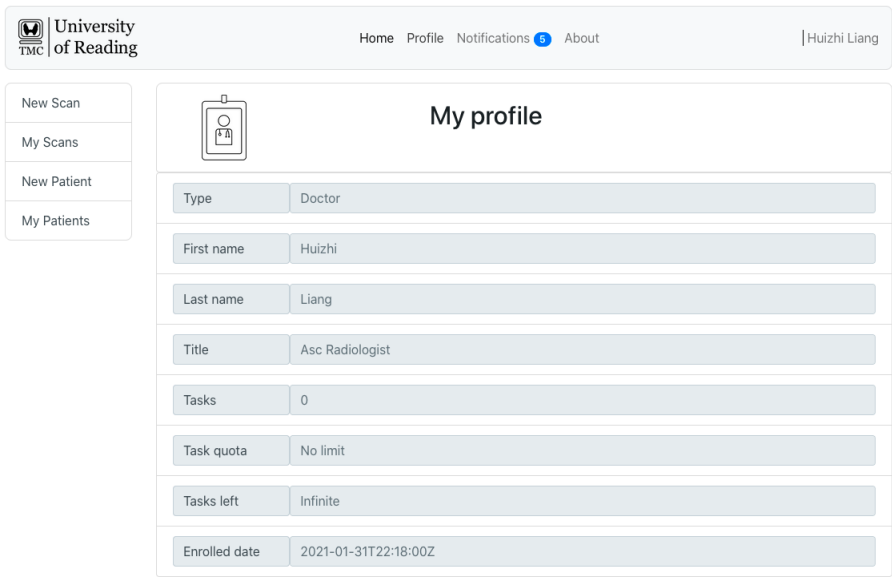 University
TMC of Reading
Home Profile Notifications 5 About
Huizhi Liang
New Scan
My Scans
New Patient
My Patients
My profile
Type Doctor
First name Huizhi
Last name Liang
Title Asc Radiologist
Tasks 0
Task quota No limit
Tasks left Infinite
Enrolled date 2021-01-31T22:18:00Z